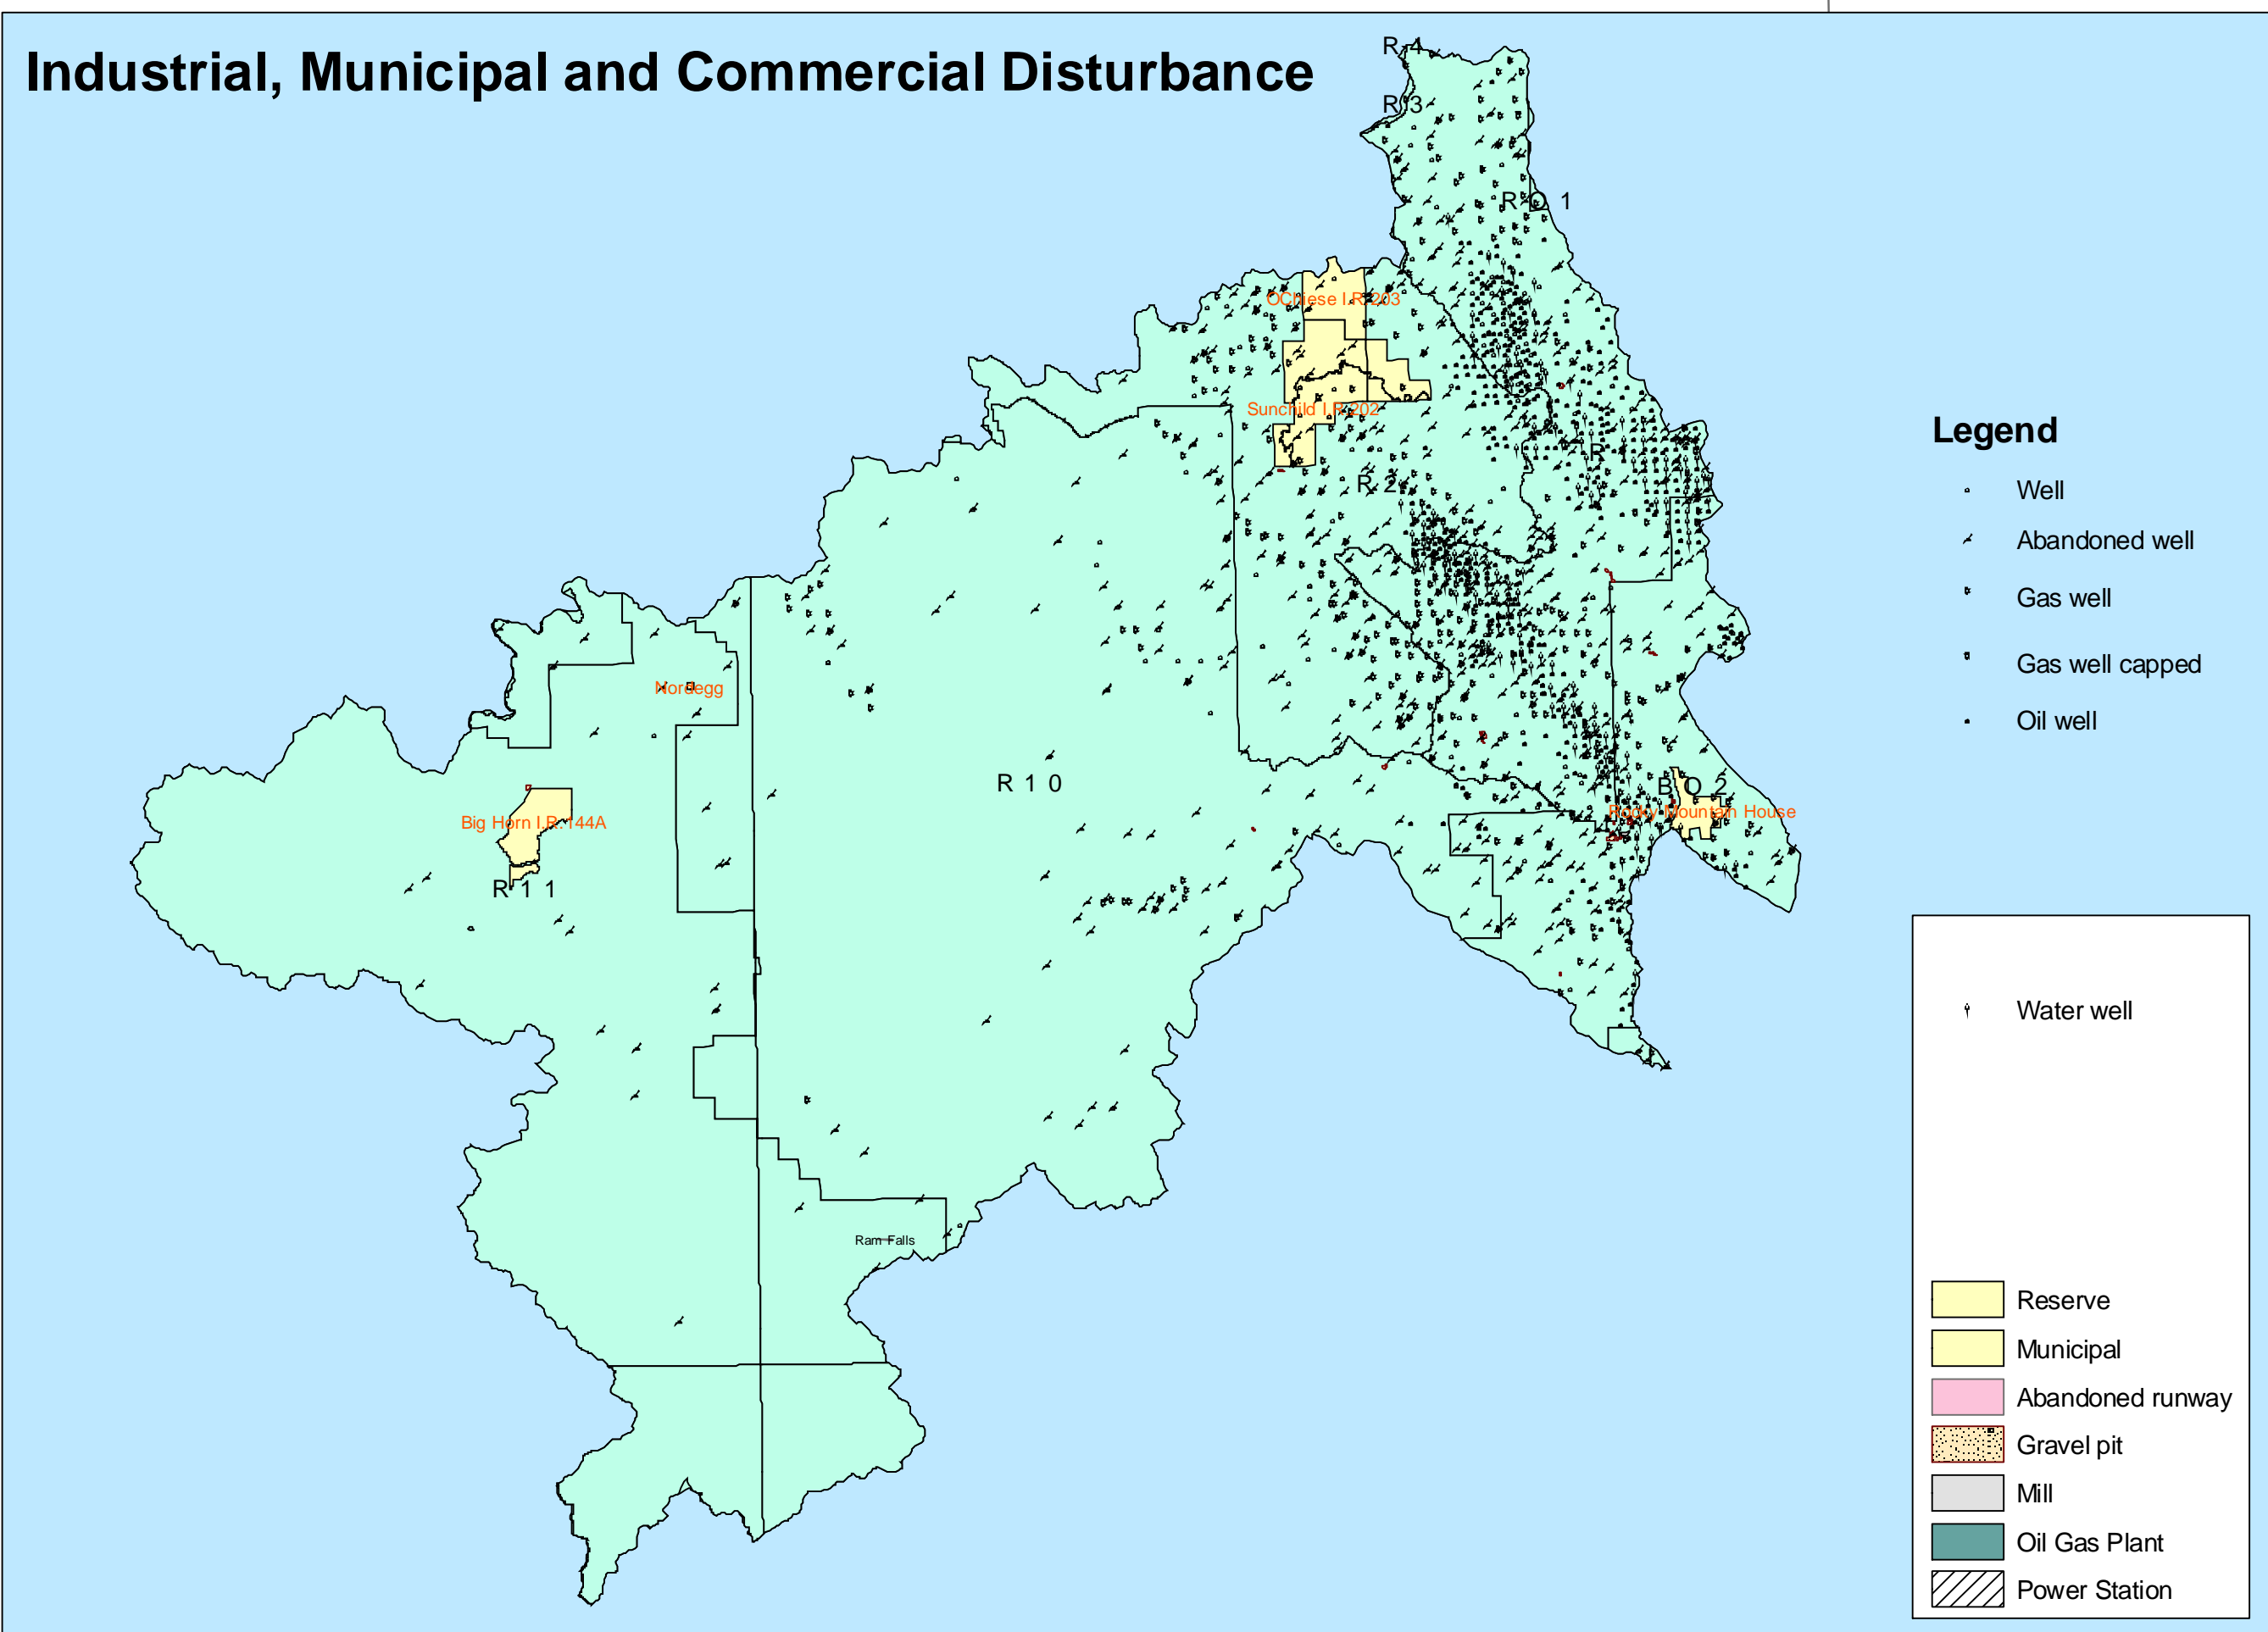 Industrial, Municipal and Commercial Disturbance
R 4
R 3
R O 1
OChiese I.R.203
Sunchild I.R.202
R 1
R 2
Nordegg
R 1 0
B O 2
Rocky Mountain House
Big Horn I.R.144A
R 1 1
Ram Falls
Legend
Well
Abandoned well
Gas well
Gas well capped
Oil well
Water well
Reserve
Municipal
Abandoned runway
Gravel pit
Mill
Oil Gas Plant
Power Station